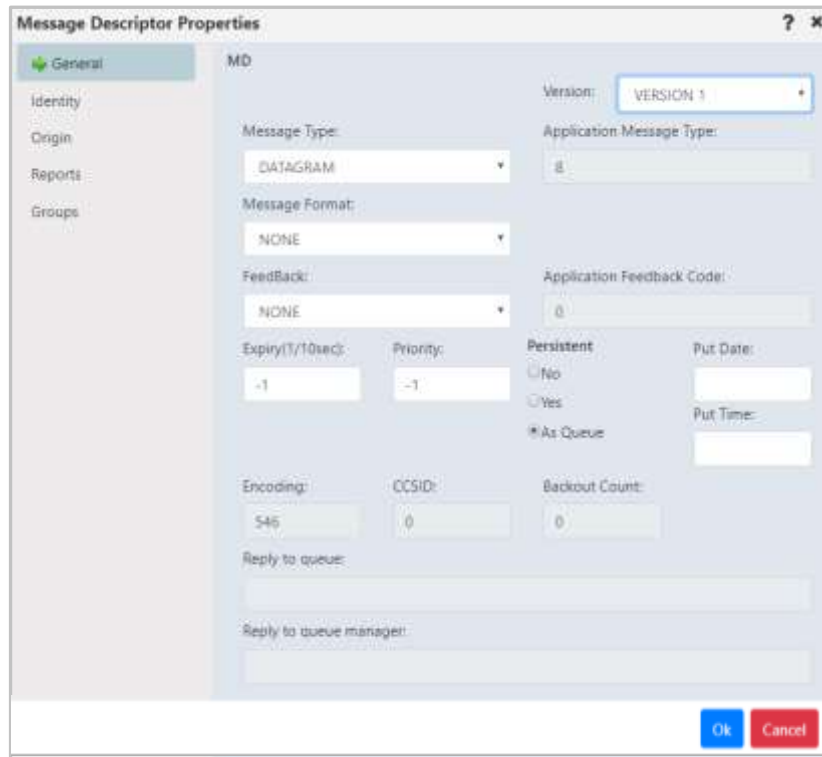 Message Descriptor Properties ? ×
General
Identity
Origin
Reports
Groups
MD
Version: VERSION 1
Message Type: Application Message Type:
DATAGRAM 8
Message Format:
NONE
FeedBack: Application Feedback Code:
NONE 0
Expiry(1/10sec): Priority: Persistent Put Date:
-1 -1 No
Yes
Put Time:
As Queue
Encoding: CCSID: Backout Count:
546 0 0
Reply to queue:
Reply to queue manager:
Ok Cancel